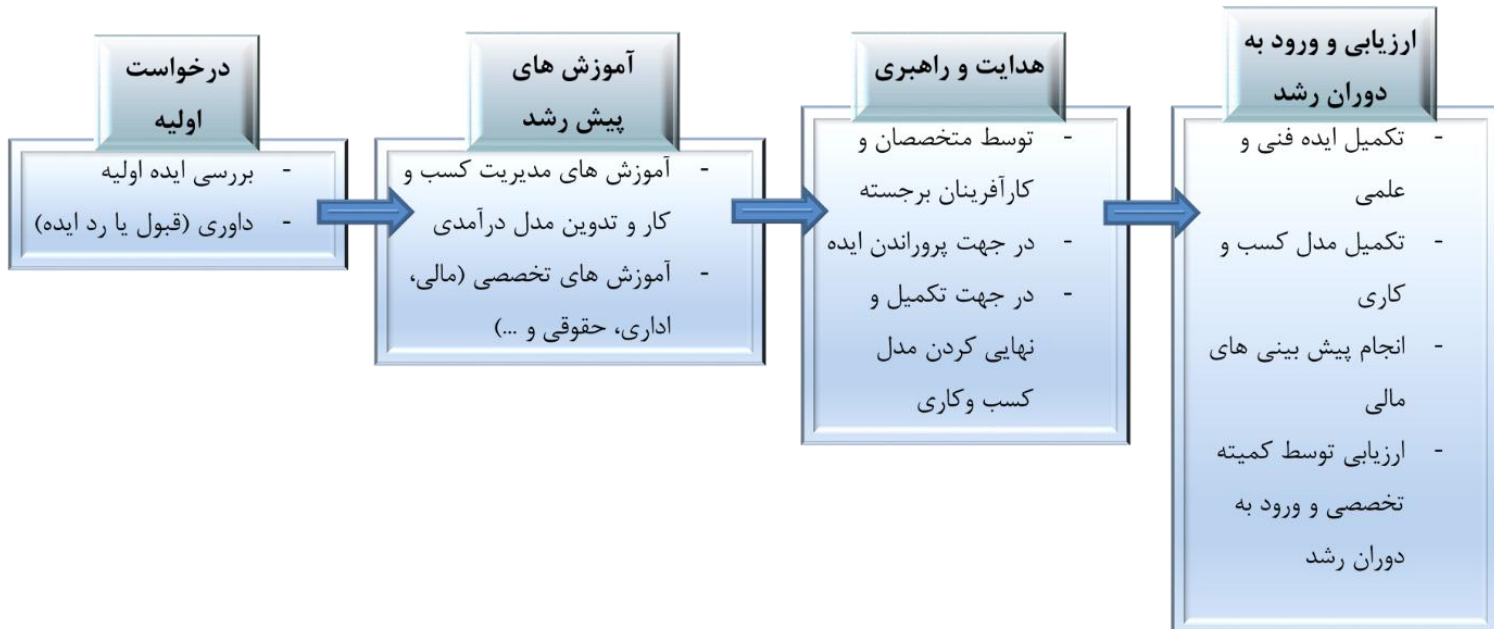 درخواست
اولیه
- بررسی ایده اولیه
- داوری (قبول یا رد ایده)
آموزش های
پیش رشد
- آموزش های مدیریت کسب و
کار و تدوین مدل درآمدی
- آموزش های تخصصی (مالی،
اداری، حقوقی و ...)
هدایت و راهبری
- توسط متخصصان و
کارآفرینان برجسته
- در جهت پروراندن ایده
- در جهت تکمیل و
نهایی کردن مدل
کسب وکاری
ارزیابی و ورود به
دوران رشد
- تکمیل ایده فنی و
علمی
- تکمیل مدل کسب و
کاری
- انجام پیش بینی های
مالی
- ارزیابی توسط کمیته
تخصصی و ورود به
دوران رشد